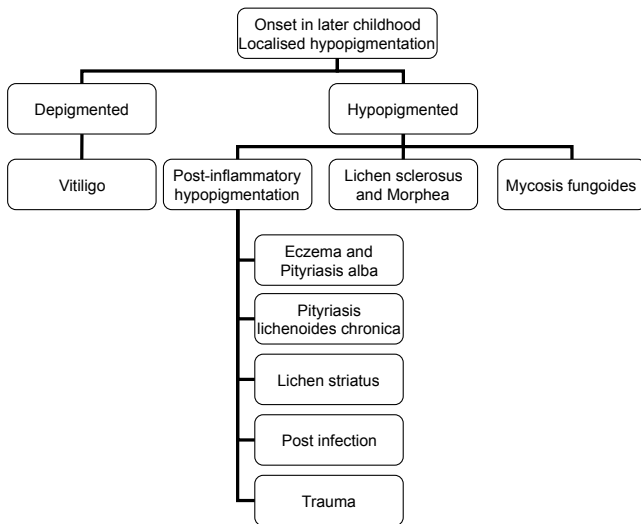 Onset in later childhood
Localised hypopigmentation
Depigmented
Hypopigmented
Vitiligo
Post-inflammatory
hypopigmentation
Lichen sclerosus
and Morphea
Mycosis fungoides
Eczema and
Pityriasis alba
Pityriasis
lichenoides chronica
Lichen striatus
Post infection
Trauma